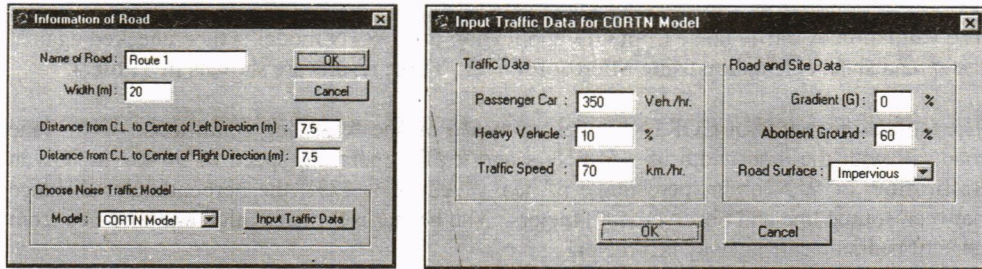 Information of Road
Name of Road : Route 1
OK
Width (m) : 20
Cancel
Distance from C.L. to Center of Left Direction (m) : 7.5
Distance from C.L. to Center of Right Direction (m) : 7.5
Choose Noise Traffic Model
Model : CORTN Model
Input Traffic Data
Input Traffic Data for CORTN Model
Traffic Data
Passenger Car : 350 Veh./hr.
Heavy Vehicle : 10 %
Traffic Speed : 70 km./hr.
Road and Site Data
Gradient (G) : 0 %
Aborbent Ground : 60 %
Road Surface : Impervious
OK
Cancel